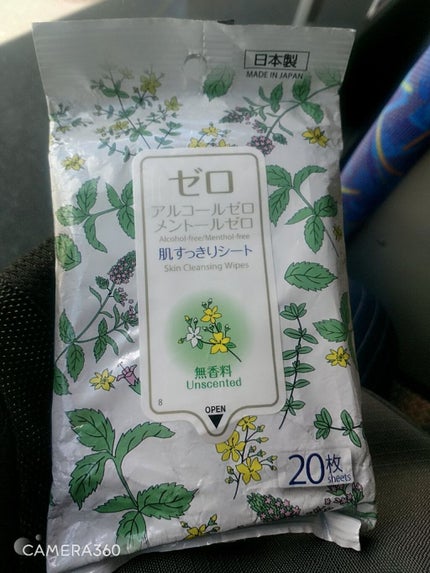 日本製
MADE IN JAPAN
ゼロ
アルコールゼロ
メントールゼロ
Alcohol-free/Menthol-free
肌すっきりシート
Skin Cleansing Wipes
無香料
Unscented
8
OPEN
20枚
sheets
CAMERA360